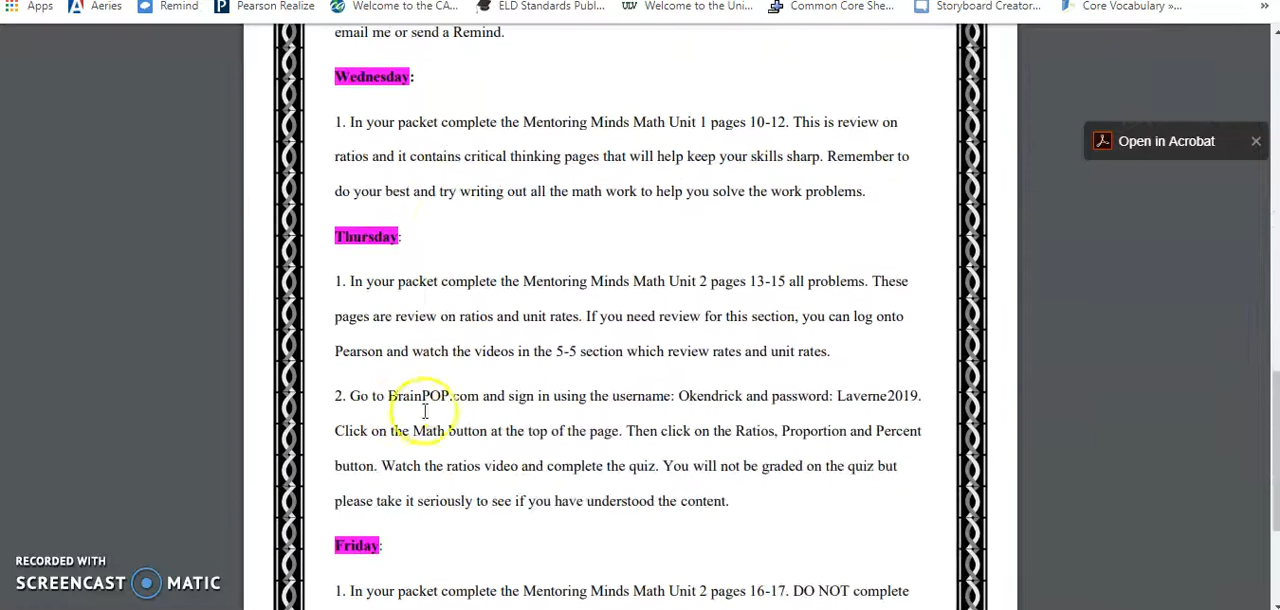 Apps Aeries Remind Pearson Realize Welcome to the CA... ELD Standards Publ... Welcome to the Uni... Common Core She... Storyboard Creator... Core Vocabulary »... »
email me or send a Remind.
Wednesday:
1. In your packet complete the Mentoring Minds Math Unit 1 pages 10-12. This is review on
ratios and it contains critical thinking pages that will help keep your skills sharp. Remember to
do your best and try writing out all the math work to help you solve the work problems.
Open in Acrobat
Thursday:
1. In your packet complete the Mentoring Minds Math Unit 2 pages 13-15 all problems. These
pages are review on ratios and unit rates. If you need review for this section, you can log onto
Pearson and watch the videos in the 5-5 section which review rates and unit rates.
2. Go to BrainPOP.com and sign in using the username: Okendrick and password: Laverne2019.
Click on the Math button at the top of the page. Then click on the Ratios, Proportion and Percent
button. Watch the ratios video and complete the quiz. You will not be graded on the quiz but
please take it seriously to see if you have understood the content.
Friday:
1. In your packet complete the Mentoring Minds Math Unit 2 pages 16-17. DO NOT complete
RECORDED WITH
SCREENCAST MATIC